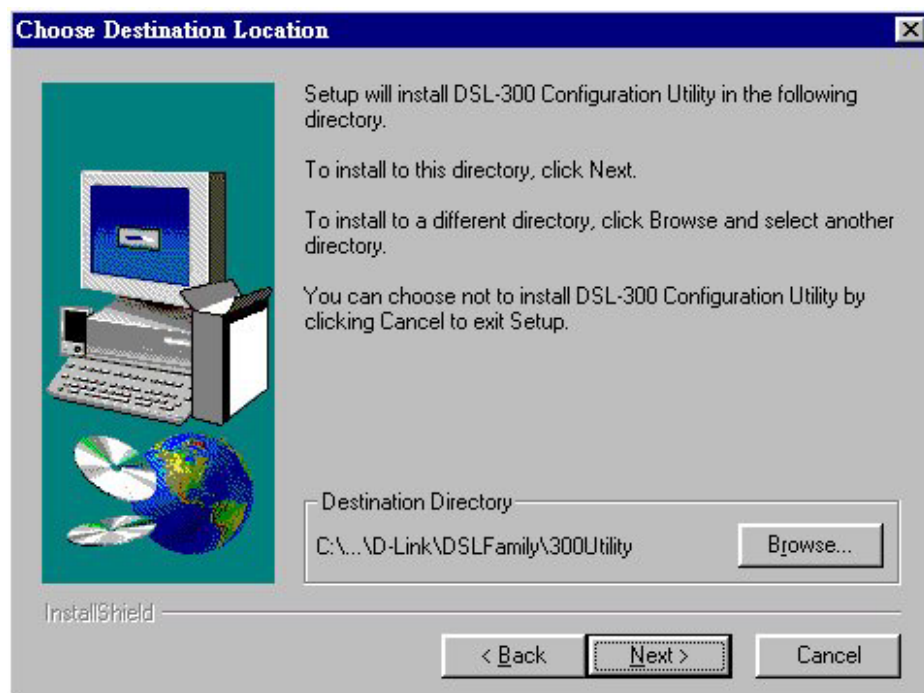 Choose Destination Location
Setup will install DSL-300 Configuration Utility in the following
directory.
To install to this directory, click Next.
To install to a different directory, click Browse and select another
directory.
You can choose not to install DSL-300 Configuration Utility by
clicking Cancel to exit Setup.
Destination Directory
C:\...\D-Link\DSLFamily\300Utility
Browse...
InstallShield
< Back
Next >
Cancel